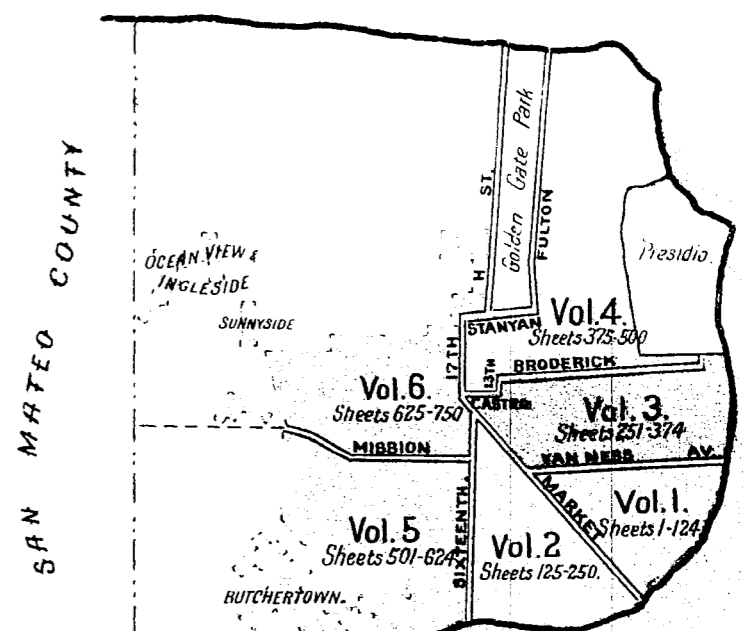 SAN MATEO COUNTY
OCEAN VIEW &
INGLESIDE
SUNNYSIDE
H ST.
Golden Gate Park
FULTON
Presidio
STANYAN
Vol. 4.
Sheets 375-500
17TH
13TH
BRODERICK
CASTRO
Vol. 6.
Sheets 625-750
Vol. 3.
Sheets 251-374
MISSION
VAN NESS AV.
MARKET
Vol. 1.
Sheets 1-124
SIXTEENTH
Vol. 5
Sheets 501-624
Vol. 2
Sheets 125-250.
BUTCHERTOWN.